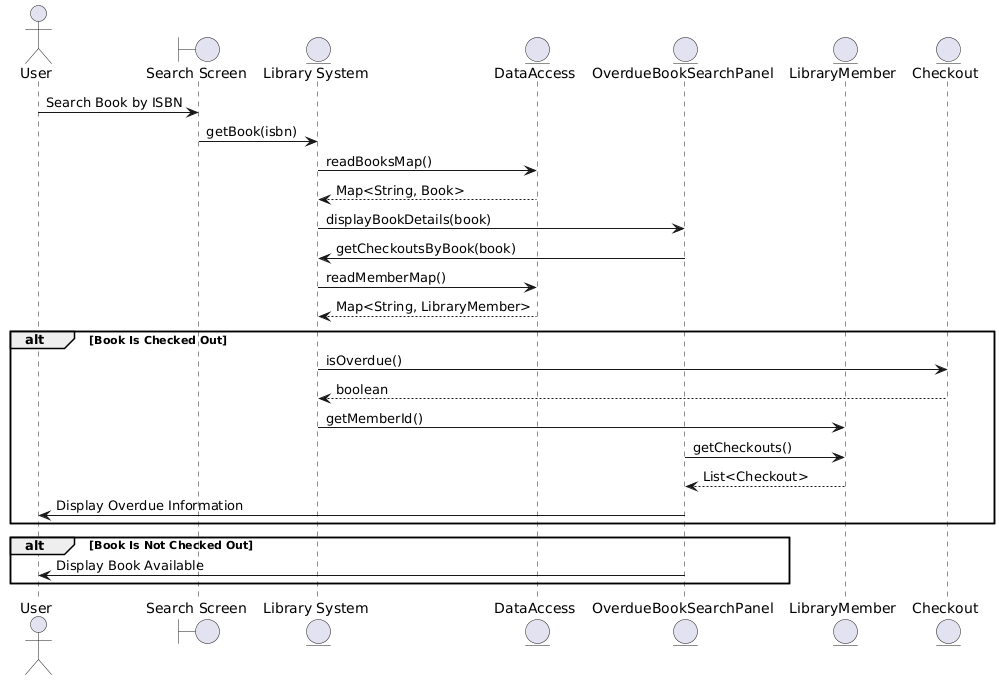 User
Search Screen
Library System
DataAccess
OverdueBookSearchPanel
LibraryMember
Checkout
Search Book by ISBN
getBook(isbn)
readBooksMap()
Map<String, Book>
displayBookDetails(book)
getCheckoutsByBook(book)
readMemberMap()
Map<String, LibraryMember>
alt [Book Is Checked Out]
isOverdue()
boolean
getMemberId()
getCheckouts()
List<Checkout>
Display Overdue Information
alt [Book Is Not Checked Out]
Display Book Available
User
Search Screen
Library System
DataAccess
OverdueBookSearchPanel
LibraryMember
Checkout